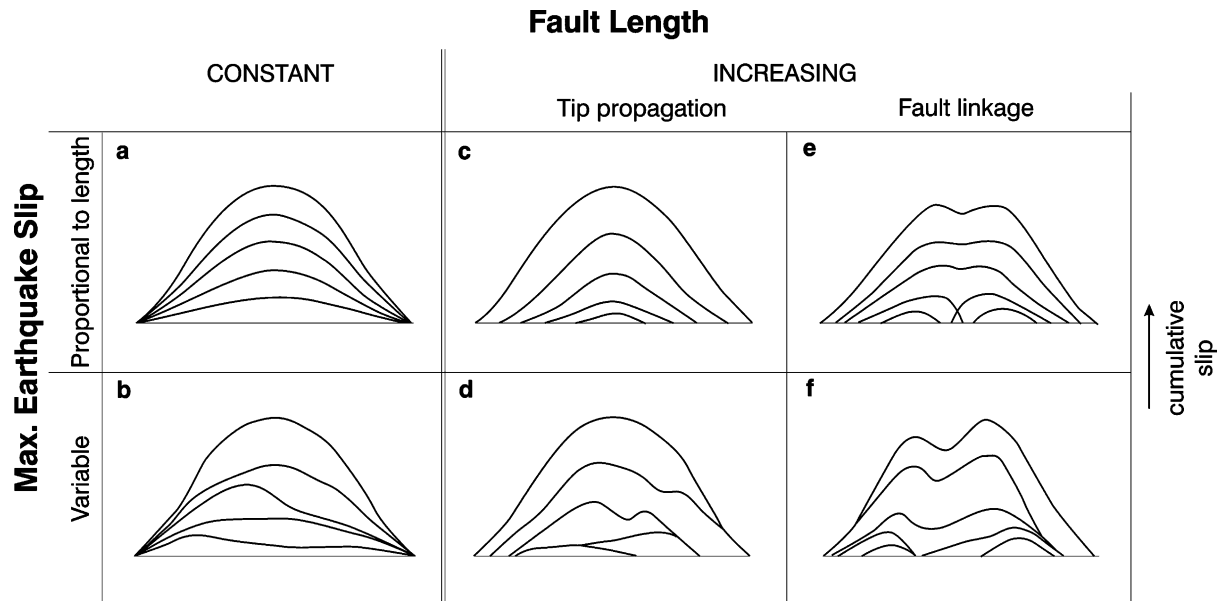 Fault Length
CONSTANT
INCREASING
Tip propagation
Fault linkage
Max. Earthquake Slip
Proportional to length
a
c
e
cumulative
slip
Variable
b
d
f